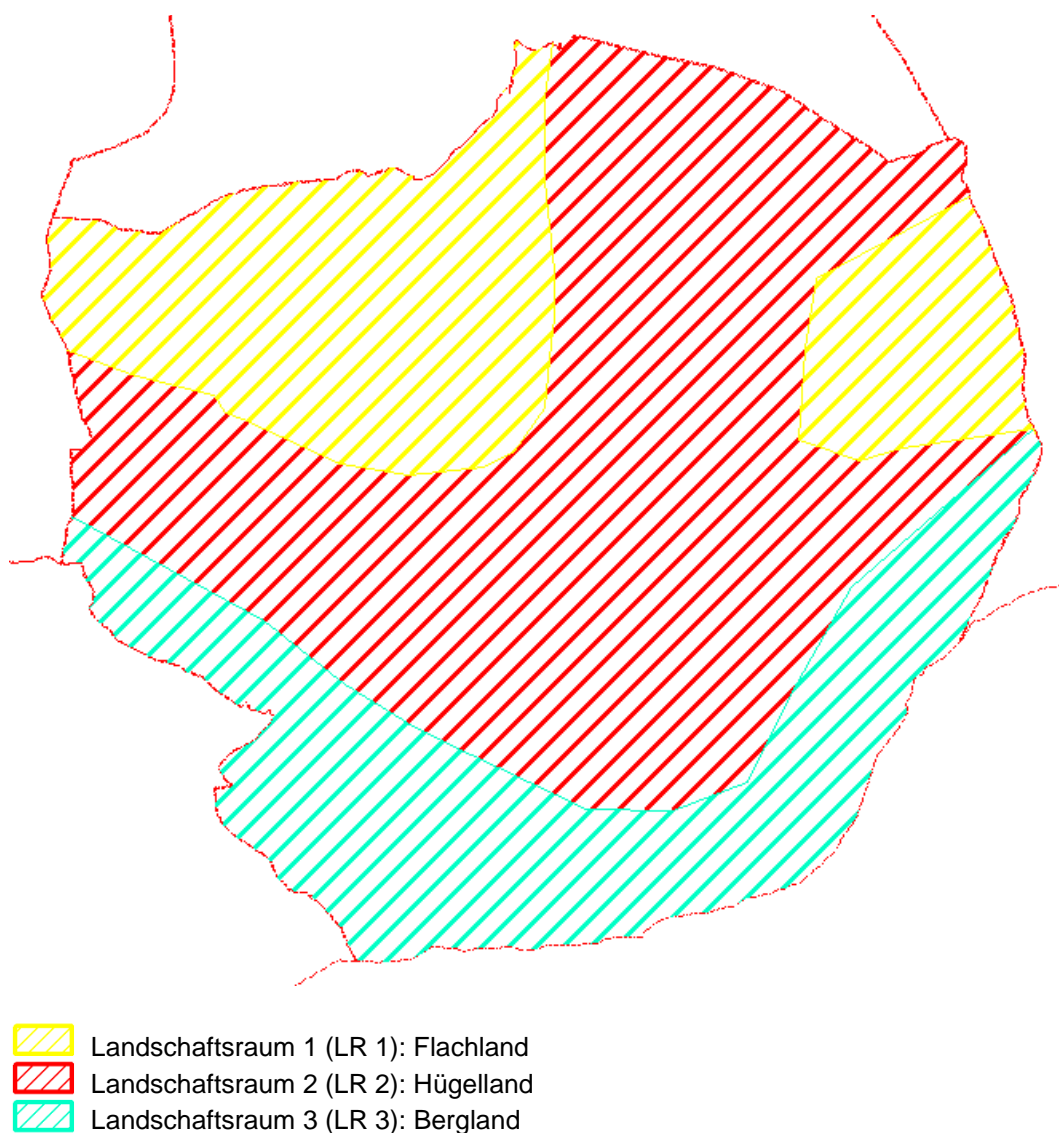 Landschaftsraum 1 (LR 1): Flachland
Landschaftsraum 2 (LR 2): Hügelland
Landschaftsraum 3 (LR 3): Bergland